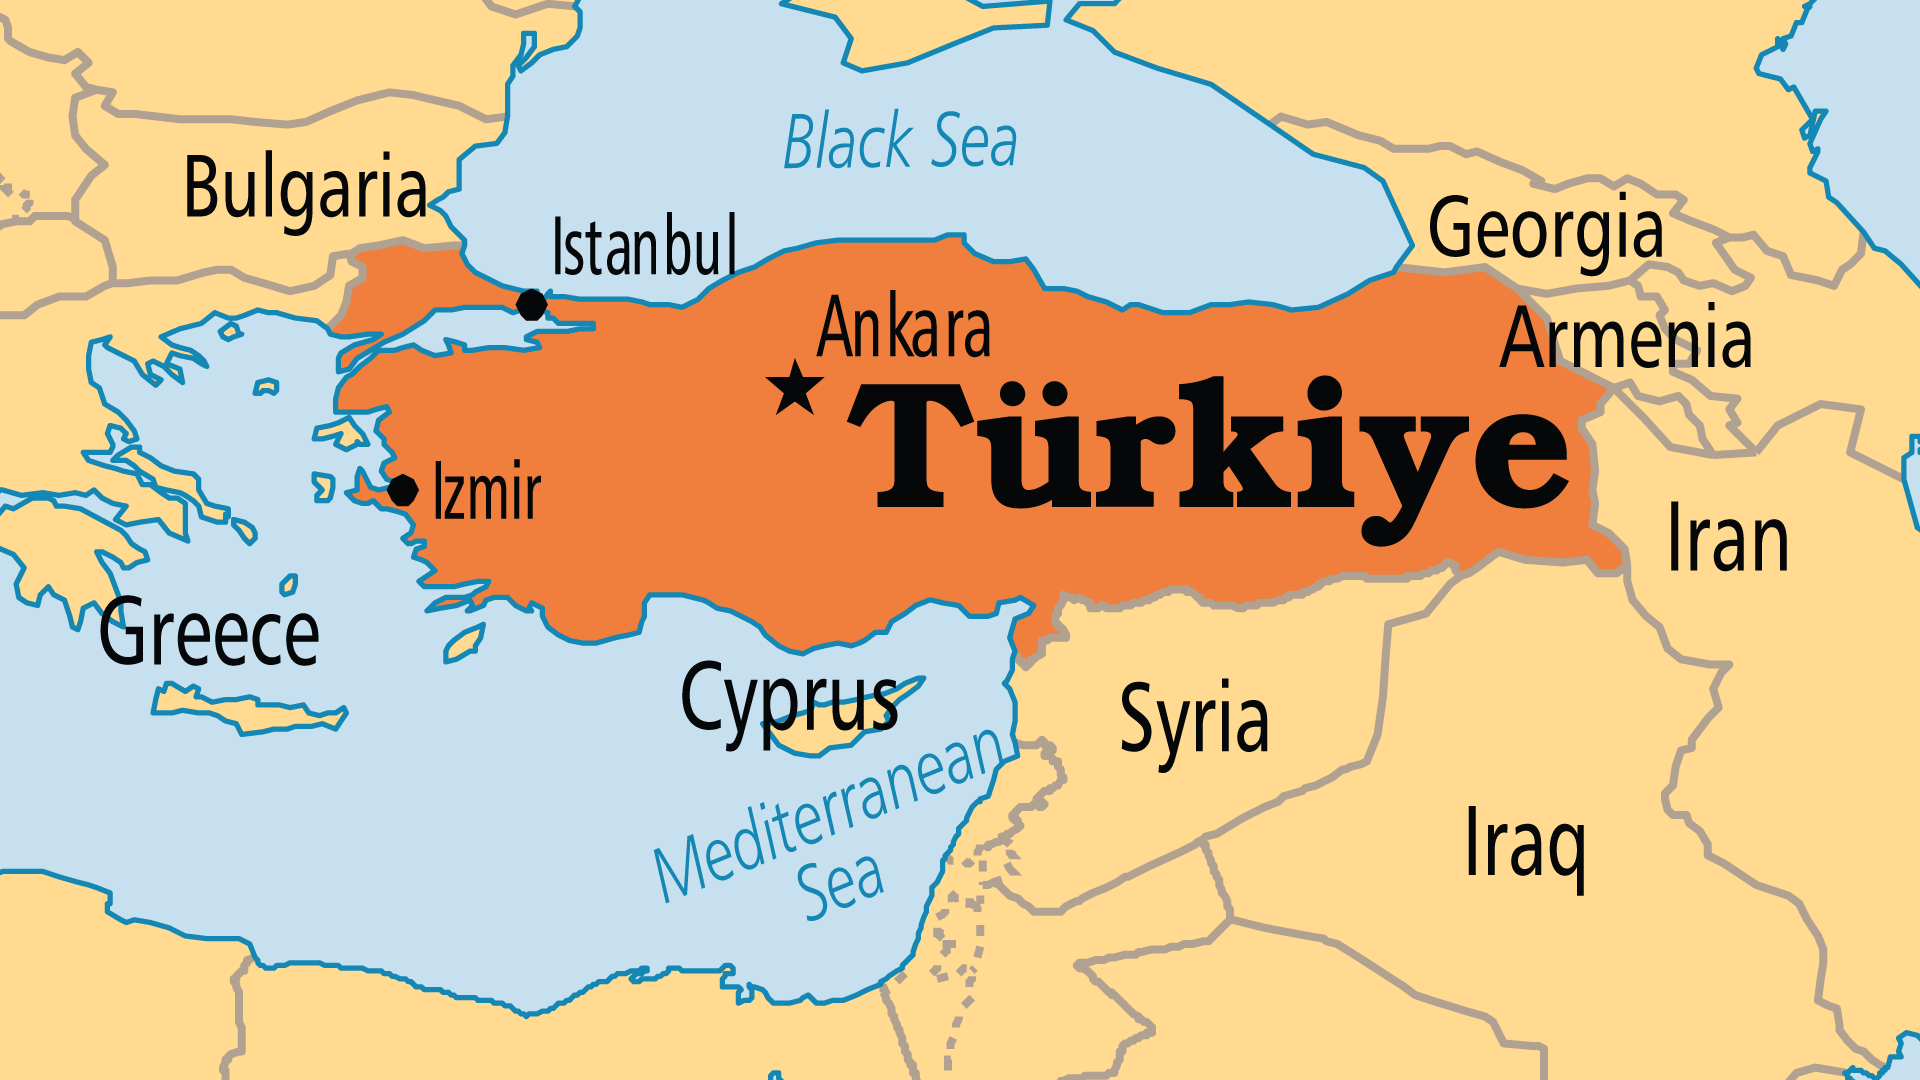 Black Sea
Bulgaria
Istanbul
Georgia
Ankara
Armenia
Türkiye
Izmir
Iran
Greece
Cyprus
Syria
Mediterranean
Sea
Iraq